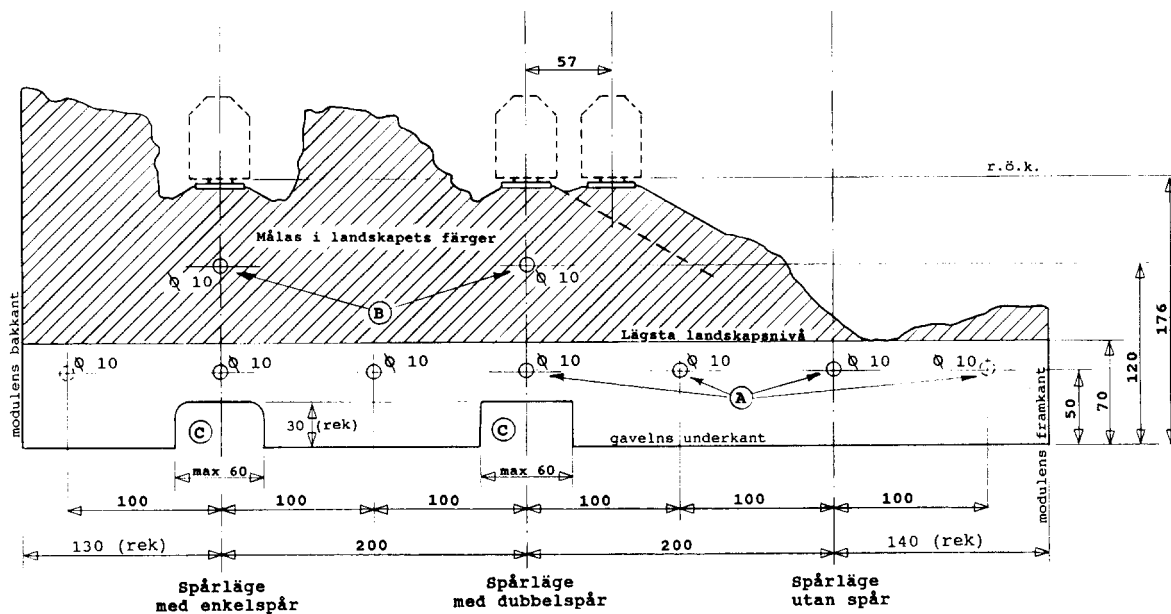 57
r.ö.k.
Målas i landskapets färger
ϕ 10
ϕ 10
B
modulens bakkant
Lägsta landskapsnivå
176
120
70
50
ϕ 10
ϕ 10
ϕ 10
ϕ 10
ϕ 10
ϕ 10
ϕ 10
A
modulens framkant
C
30 (rek)
C
gavelns underkant
max 60
max 60
100
100
100
100
100
100
130 (rek)
200
200
140 (rek)
Spårläge
med enkelspår
Spårläge
med dubbelspår
Spårläge
utan spår